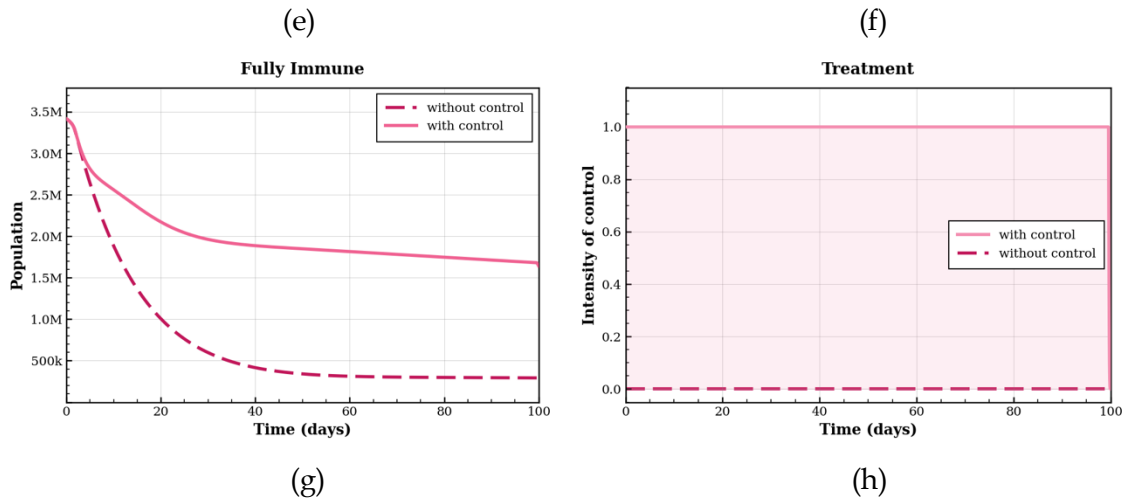 (e)
(f)
Fully Immune
Population
3.5M
3.0M
2.5M
2.0M
1.5M
1.0M
500k
without control
with control
0 20 40 60 80 100
Time (days)
Treatment
Intensity of control
1.0
0.8
0.6
0.4
0.2
0.0
with control
without control
0 20 40 60 80 100
Time (days)
(g)
(h)